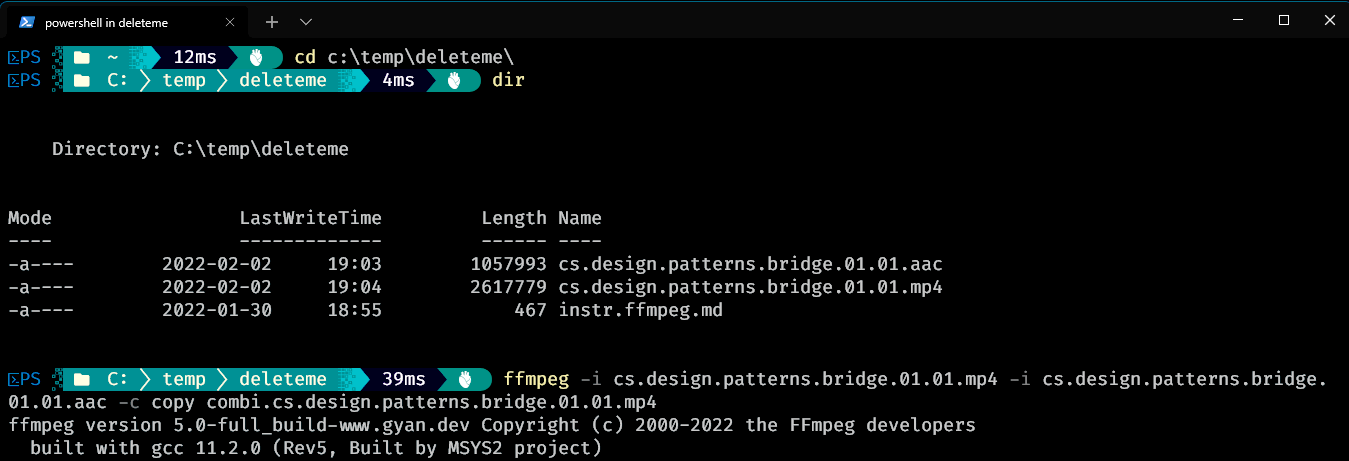 powershell in deleteme
PS ~ 12ms cd c:\temp\deleteme\
PS C: temp deleteme 4ms dir
Directory: C:\temp\deleteme
Mode LastWriteTime Length Name
---- ------------- ------ ----
-a---- 2022-02-02 19:03 1057993 cs.design.patterns.bridge.01.01.aac
-a---- 2022-02-02 19:04 2617779 cs.design.patterns.bridge.01.01.mp4
-a---- 2022-01-30 18:55 467 instr.ffmpeg.md
PS C: temp deleteme 39ms ffmpeg -i cs.design.patterns.bridge.01.01.mp4 -i cs.design.patterns.bridge.
01.01.aac -c copy combi.cs.design.patterns.bridge.01.01.mp4
ffmpeg version 5.0-full_build-www.gyan.dev Copyright (c) 2000-2022 the FFmpeg developers
built with gcc 11.2.0 (Rev5, Built by MSYS2 project)